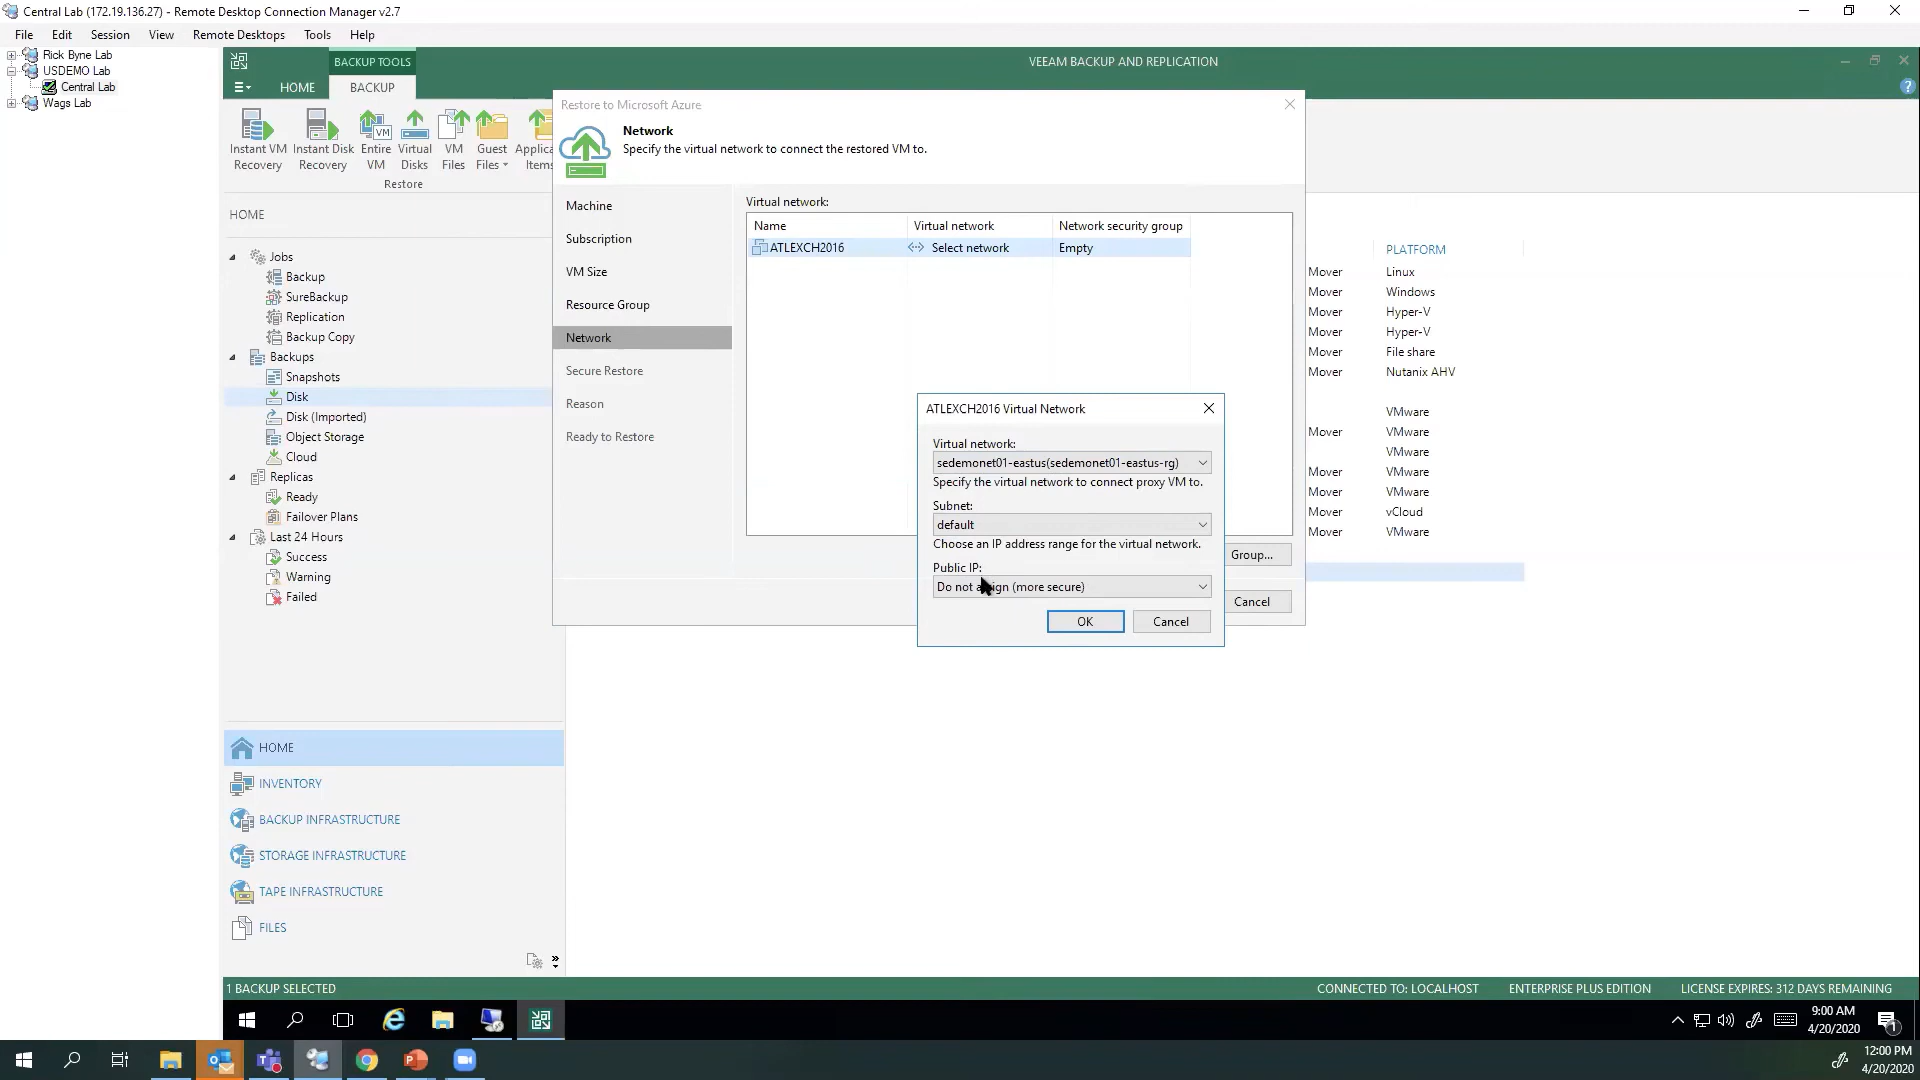 Central Lab (172.19.136.27) - Remote Desktop Connection Manager v2.7
File Edit Session View Remote Desktops Tools Help
Rick Byne Lab
USDEMO Lab
Central Lab
Wags Lab
BACKUP TOOLS
VEEAM BACKUP AND REPLICATION
HOME BACKUP
Instant VM Recovery
Instant Disk Recovery
Entire VM
Virtual Disks
VM Files
Guest Files
Applica Items
Restore
HOME
Jobs
Backup
SureBackup
Replication
Backup Copy
Backups
Snapshots
Disk
Disk (Imported)
Object Storage
Cloud
Replicas
Ready
Failover Plans
Last 24 Hours
Success
Warning
Failed
HOME
INVENTORY
BACKUP INFRASTRUCTURE
STORAGE INFRASTRUCTURE
TAPE INFRASTRUCTURE
FILES
Restore to Microsoft Azure
Network
Specify the virtual network to connect the restored VM to.
Machine
Subscription
VM Size
Resource Group
Network
Secure Restore
Reason
Ready to Restore
Virtual network:
Name Virtual network Network security group
ATLEXCH2016 Select network Empty
Group...
Cancel
ATLEXCH2016 Virtual Network
Virtual network:
sedemonet01-eastus(sedemonet01-eastus-rg)
Specify the virtual network to connect proxy VM to.
Subnet:
default
Choose an IP address range for the virtual network.
Public IP:
Do not assign (more secure)
OK Cancel
PLATFORM
Mover Linux
Mover Windows
Mover Hyper-V
Mover Hyper-V
Mover File share
Mover Nutanix AHV
VMware
Mover VMware
VMware
Mover VMware
Mover VMware
Mover vCloud
Mover VMware
1 BACKUP SELECTED
CONNECTED TO: LOCALHOST ENTERPRISE PLUS EDITION LICENSE EXPIRES: 312 DAYS REMAINING
9:00 AM
4/20/2020
1
12:00 PM
4/20/2020